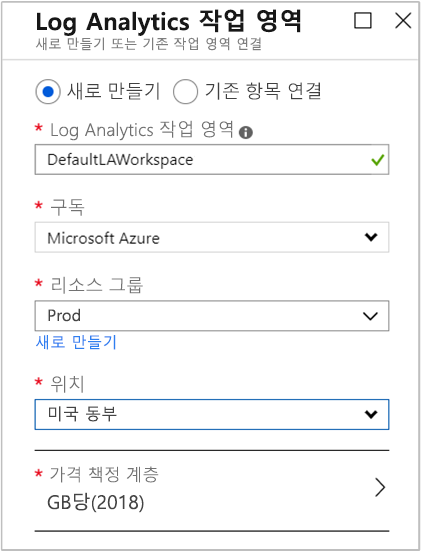 Log Analytics 작업 영역
새로 만들기 또는 기존 작업 영역 연결
새로 만들기 기존 항목 연결
* Log Analytics 작업 영역
DefaultLAWorkspace
* 구독
Microsoft Azure
* 리소스 그룹
Prod
새로 만들기
* 위치
미국 동부
* 가격 책정 계층
GB당(2018)